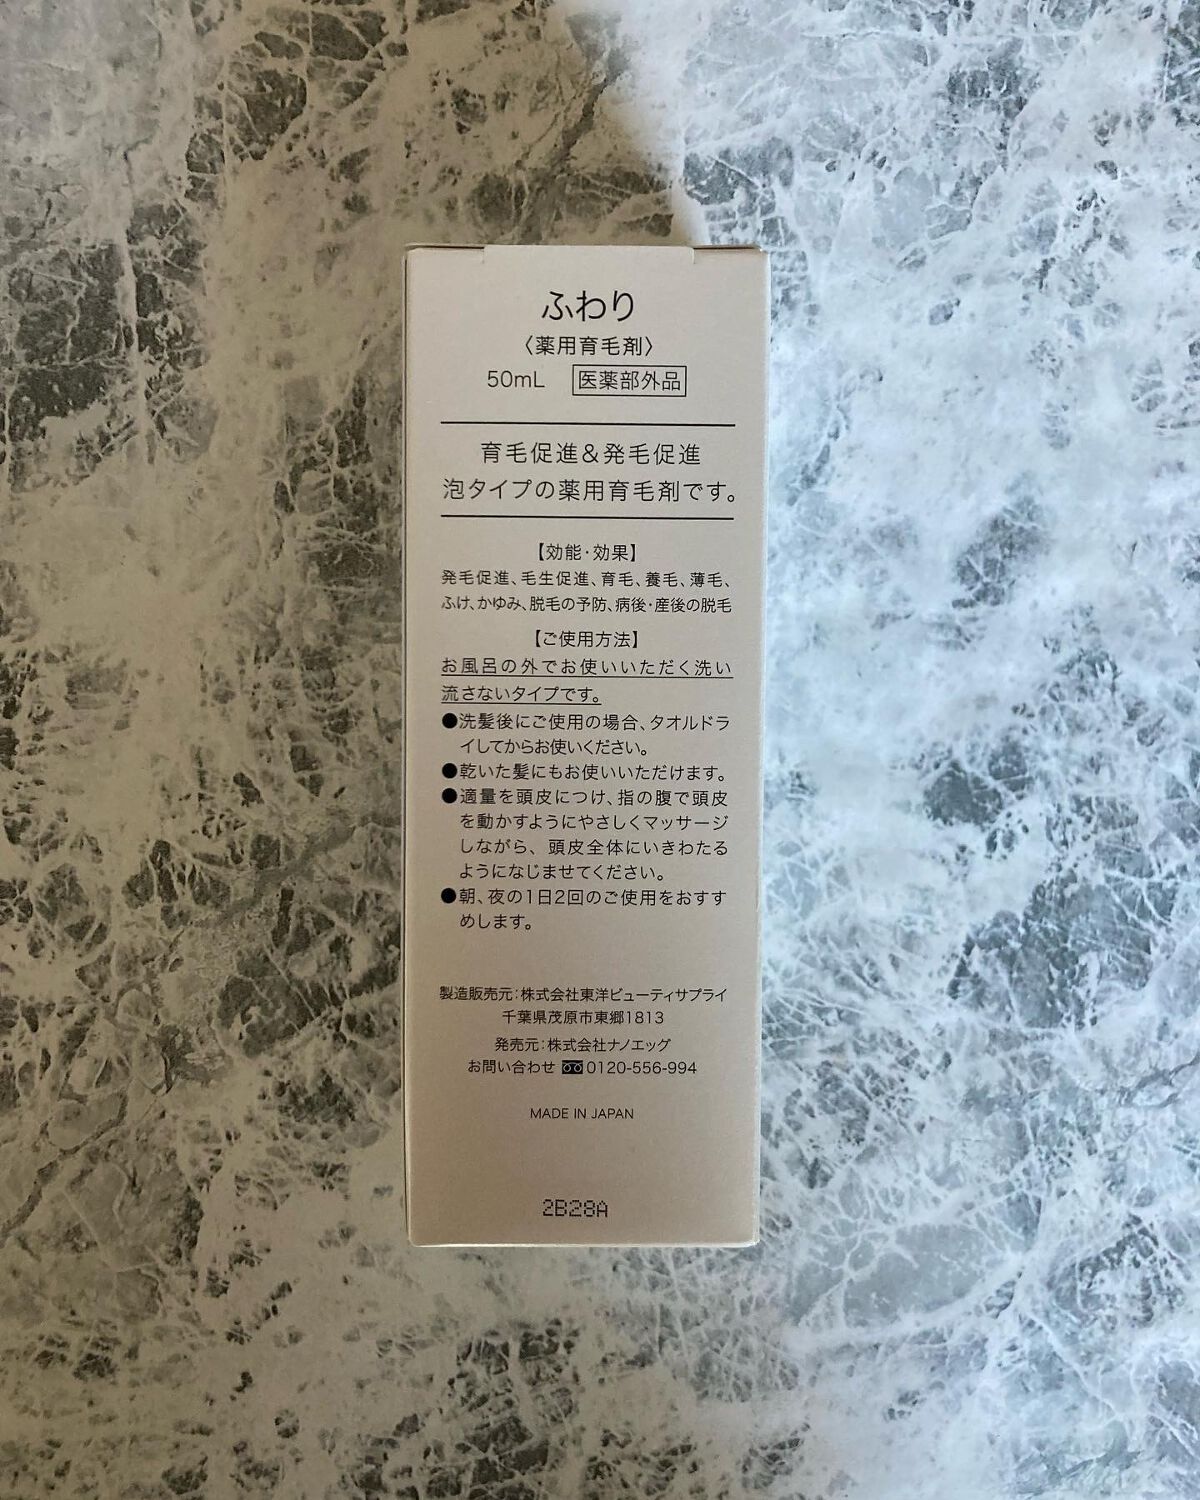 ふわり
〈薬用育毛剤〉
50mL 医薬部外品
育毛促進＆発毛促進
泡タイプの薬用育毛剤です。
【効能・効果】
発毛促進、毛生促進、育毛、養毛、薄毛、
ふけ、かゆみ、脱毛の予防、病後・産後の脱毛
【ご使用方法】
お風呂の外でお使いいただく洗い
流さないタイプです。
●洗髪後にご使用の場合、タオルドラ
イしてからお使いください。
●乾いた髪にもお使いいただけます。
●適量を頭皮につけ、指の腹で頭皮
を動かすようにやさしくマッサージ
しながら、頭皮全体にいきわたる
ようになじませてください。
●朝、夜の1日2回のご使用をおすす
めします。
製造販売元：株式会社東洋ビューティサプライ
千葉県茂原市東郷1813
発売元：株式会社ナノエッグ
お問い合わせ 0120-556-994
MADE IN JAPAN
2B28A